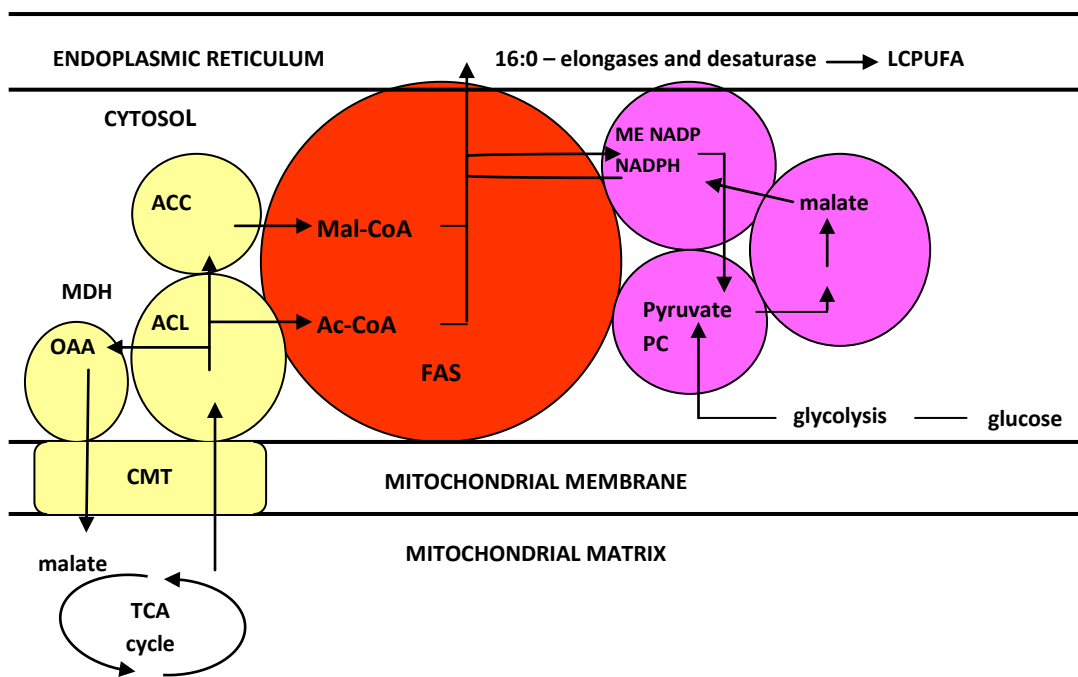 ENDOPLASMIC RETICULUM
16:0 – elongases and desaturase
LCPUFA
CYTOSOL
ME NADP
NADPH
ACC
malate
Mal-CoA
MDH
ACL
Ac-CoA
Pyruvate
PC
OAA
FAS
glycolysis
glucose
CMT
MITOCHONDRIAL MEMBRANE
MITOCHONDRIAL MATRIX
malate
TCA
cycle